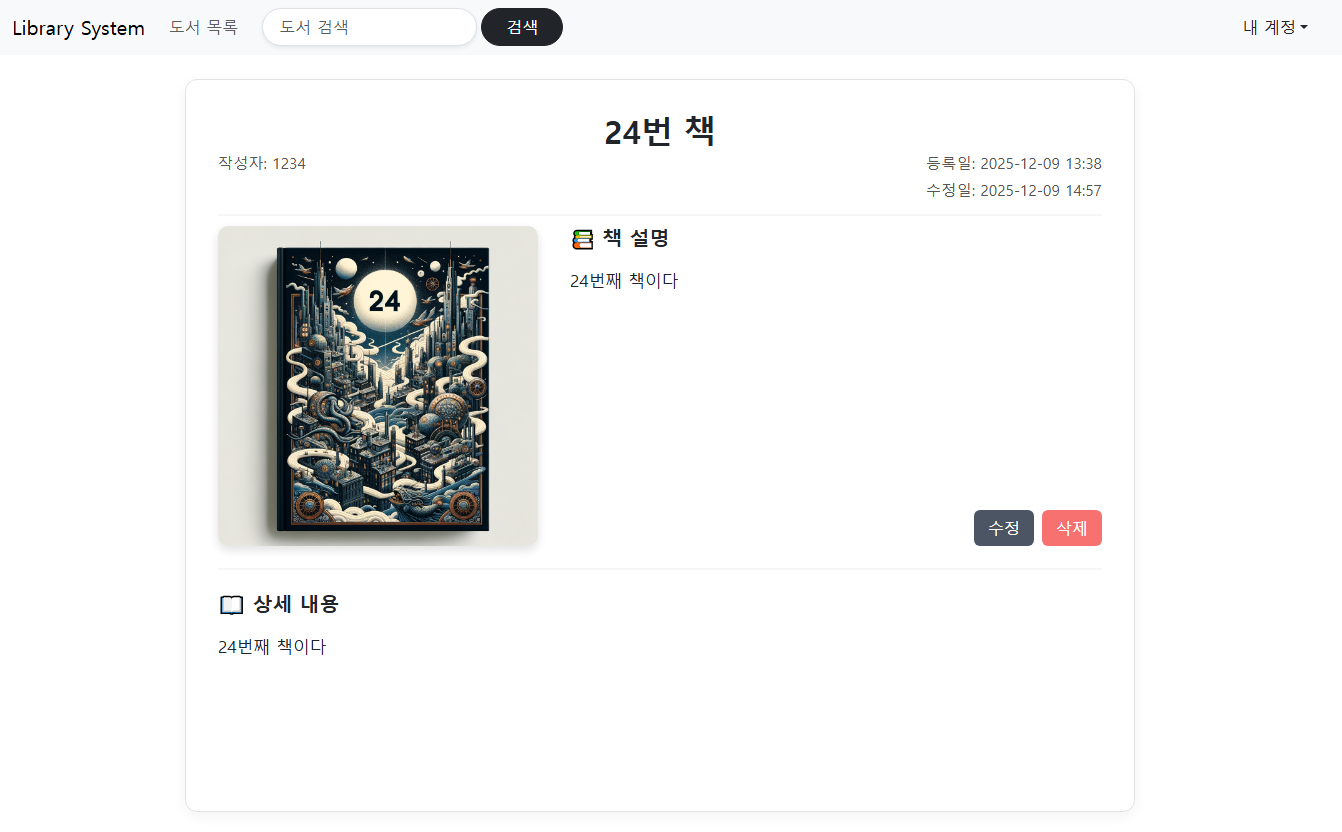 Library System 도서 목록 도서 검색 검색 내 계정
24번 책
작성자: 1234 등록일: 2025-12-09 13:38
수정일: 2025-12-09 14:57
24
책 설명
24번째 책이다
수정 삭제
상세 내용
24번째 책이다